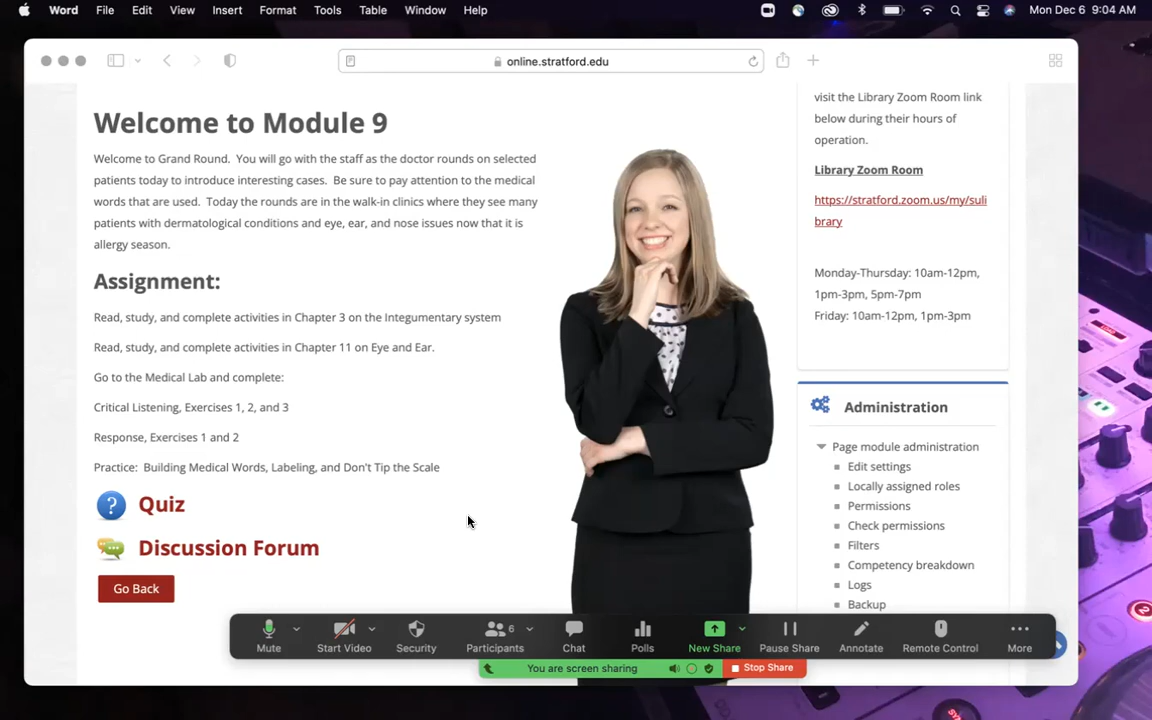 Word File Edit View Insert Format Tools Table Window Help Mon Dec 6 9:04 AM
online.stratford.edu
Welcome to Module 9
Welcome to Grand Round. You will go with the staff as the doctor rounds on selected
patients today to introduce interesting cases. Be sure to pay attention to the medical
words that are used. Today the rounds are in the walk-in clinics where they see many
patients with dermatological conditions and eye, ear, and nose issues now that it is
allergy season.
Assignment:
Read, study, and complete activities in Chapter 3 on the Integumentary system
Read, study, and complete activities in Chapter 11 on Eye and Ear.
Go to the Medical Lab and complete:
Critical Listening, Exercises 1, 2, and 3
Response, Exercises 1 and 2
Practice: Building Medical Words, Labeling, and Don't Tip the Scale
Quiz
Discussion Forum
Go Back
visit the Library Zoom Room link
below during their hours of
operation.
Library Zoom Room
https://stratford.zoom.us/my/suli
brary
Monday-Thursday: 10am-12pm,
1pm-3pm, 5pm-7pm
Friday: 10am-12pm, 1pm-3pm
Administration
Page module administration
Edit settings
Locally assigned roles
Permissions
Check permissions
Filters
Competency breakdown
Logs
Backup
6
Mute Start Video Security Participants Chat Polls New Share Pause Share Annotate Remote Control More
You are screen sharing Stop Share